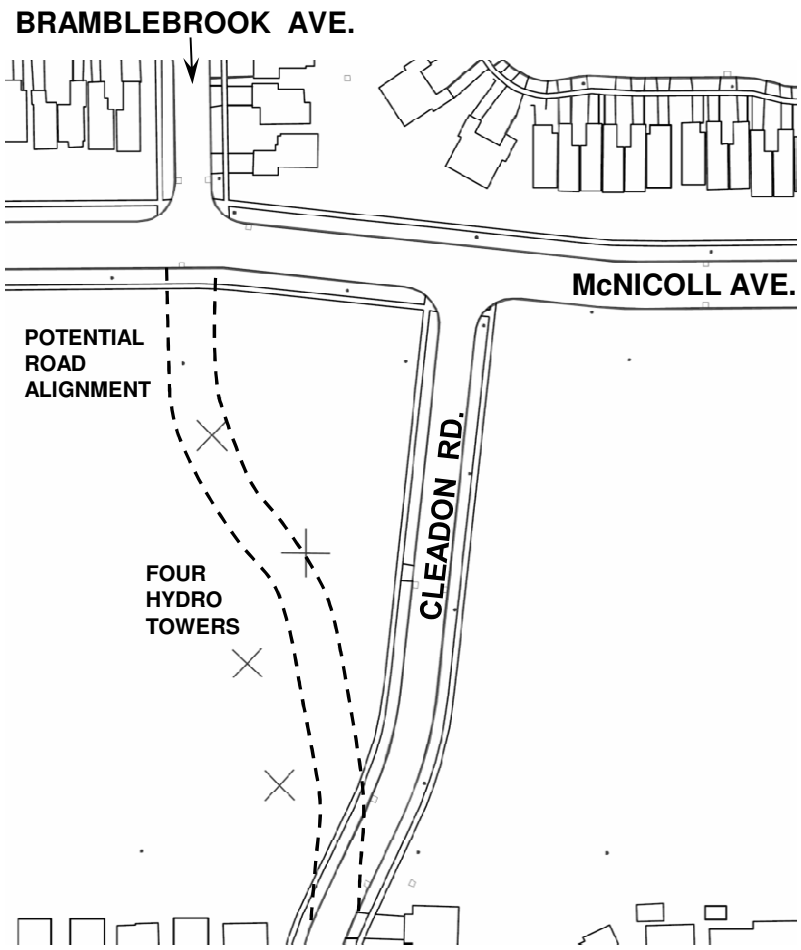 BRAMBLEBROOK AVE.
McNICOLL AVE.
POTENTIAL
ROAD
ALIGNMENT
CLEADON RD.
FOUR
HYDRO
TOWERS